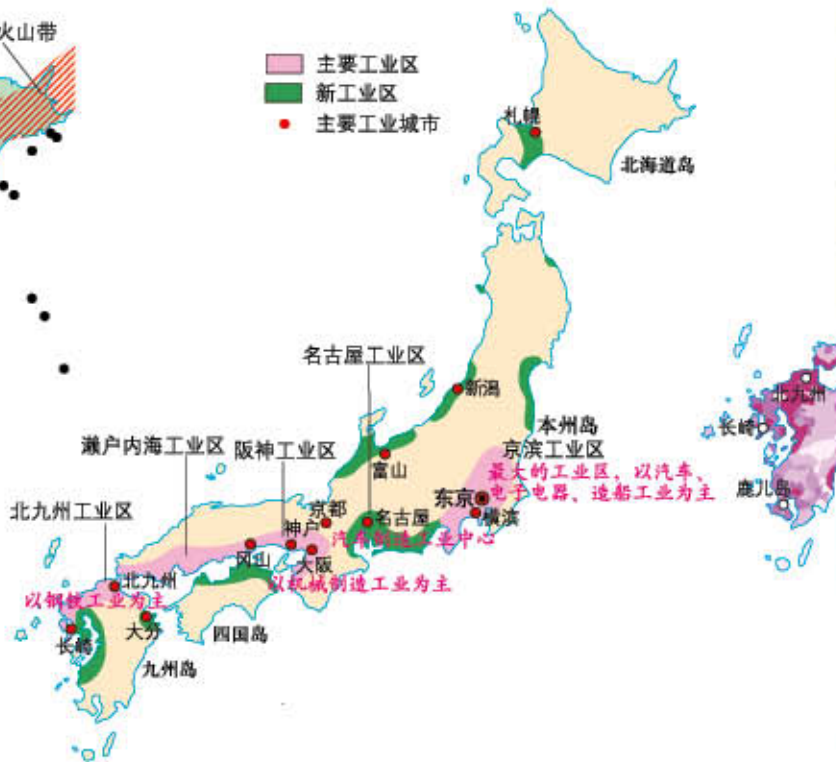 火山带
主要工业区
新工业区
主要工业城市
札幌
北海道岛
名古屋工业区
新潟
濑户内海工业区
阪神工业区
本州岛
京滨工业区
富山
最大的工业区，以汽车、
电子电器、造船工业为主
北九州工业区
京都
名古屋
东京
横滨
神户
汽车制造工业中心
冈山
大阪
北九州
以机械制造工业为主
以钢铁工业为主
大分
四国岛
长崎
九州岛
北九州
长崎
鹿儿岛